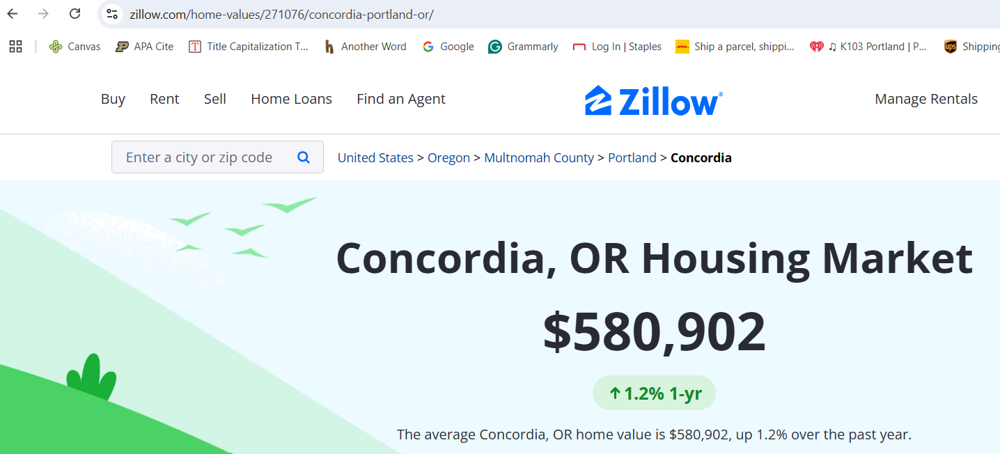 zillow.com/home-values/271076/concordia-portland-or/
Canvas APA Cite Title Capitalization T... Another Word Google Grammarly Log In | Staples Ship a parcel, shippi... ♫ K103 Portland | P... Shipping
Buy Rent Sell Home Loans Find an Agent Zillow® Manage Rentals
Enter a city or zip code United States > Oregon > Multnomah County > Portland > Concordia
Concordia, OR Housing Market
$580,902
↑ 1.2% 1-yr
The average Concordia, OR home value is $580,902, up 1.2% over the past year.